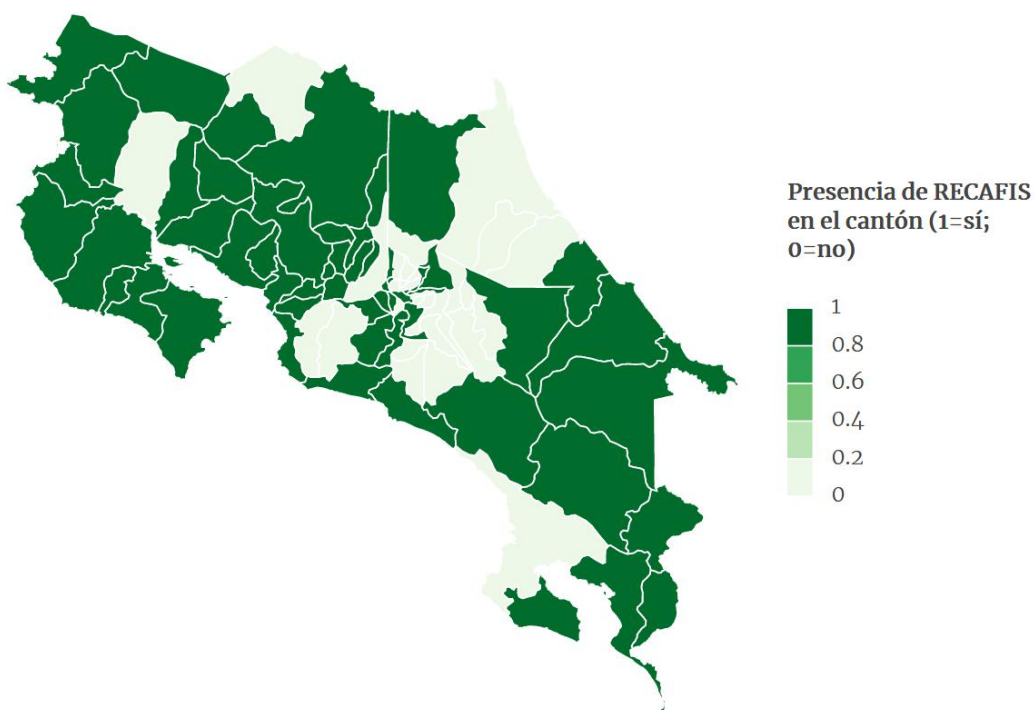 Presencia de RECAFIS
en el cantón (1=sí;
0=no)
1
0.8
0.6
0.4
0.2
0